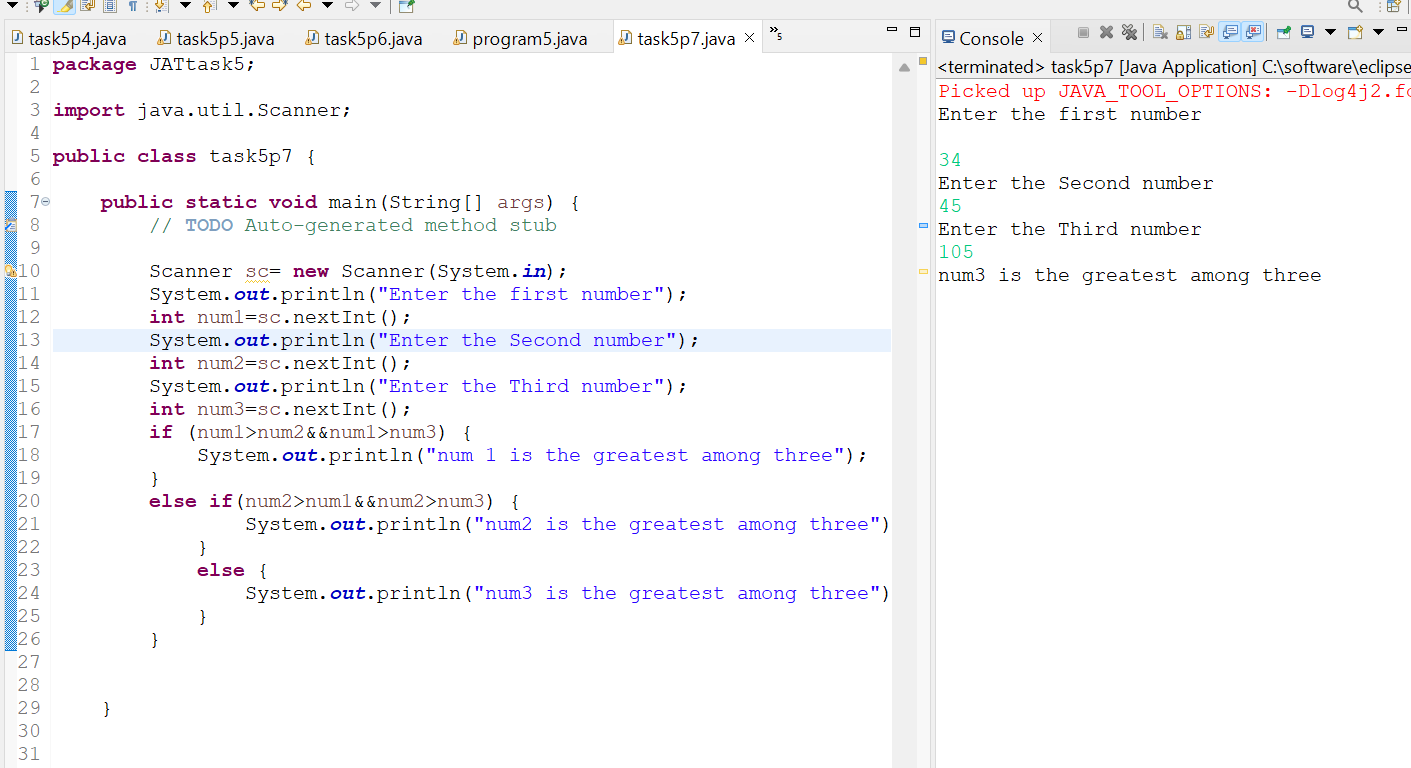 task5p4.java task5p5.java task5p6.java program5.java task5p7.java »5
1 package JATtask5;
2
3 import java.util.Scanner;
4
5 public class task5p7 {
6
7 public static void main(String[] args) {
8 // TODO Auto-generated method stub
9
10 Scanner sc= new Scanner(System.in);
11 System.out.println("Enter the first number");
12 int num1=sc.nextInt();
13 System.out.println("Enter the Second number");
14 int num2=sc.nextInt();
15 System.out.println("Enter the Third number");
16 int num3=sc.nextInt();
17 if (num1>num2&&num1>num3) {
18 System.out.println("num 1 is the greatest among three");
19 }
20 else if(num2>num1&&num2>num3) {
21 System.out.println("num2 is the greatest among three")
22 }
23 else {
24 System.out.println("num3 is the greatest among three")
25 }
26 }
27
28
29 }
30
31
Console
<terminated> task5p7 [Java Application] C:\software\eclipse
Picked up JAVA_TOOL_OPTIONS: -Dlog4j2.fo
Enter the first number
34
Enter the Second number
45
Enter the Third number
105
num3 is the greatest among three